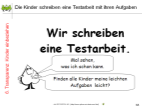 Die Kinder schreiben eine Testarbeit mit ihren Aufgaben
Wir schreiben
eine Testarbeit.
Mal sehen,
was ich schon kann.
Finden die Kinder meine leichten
Aufgaben leicht?